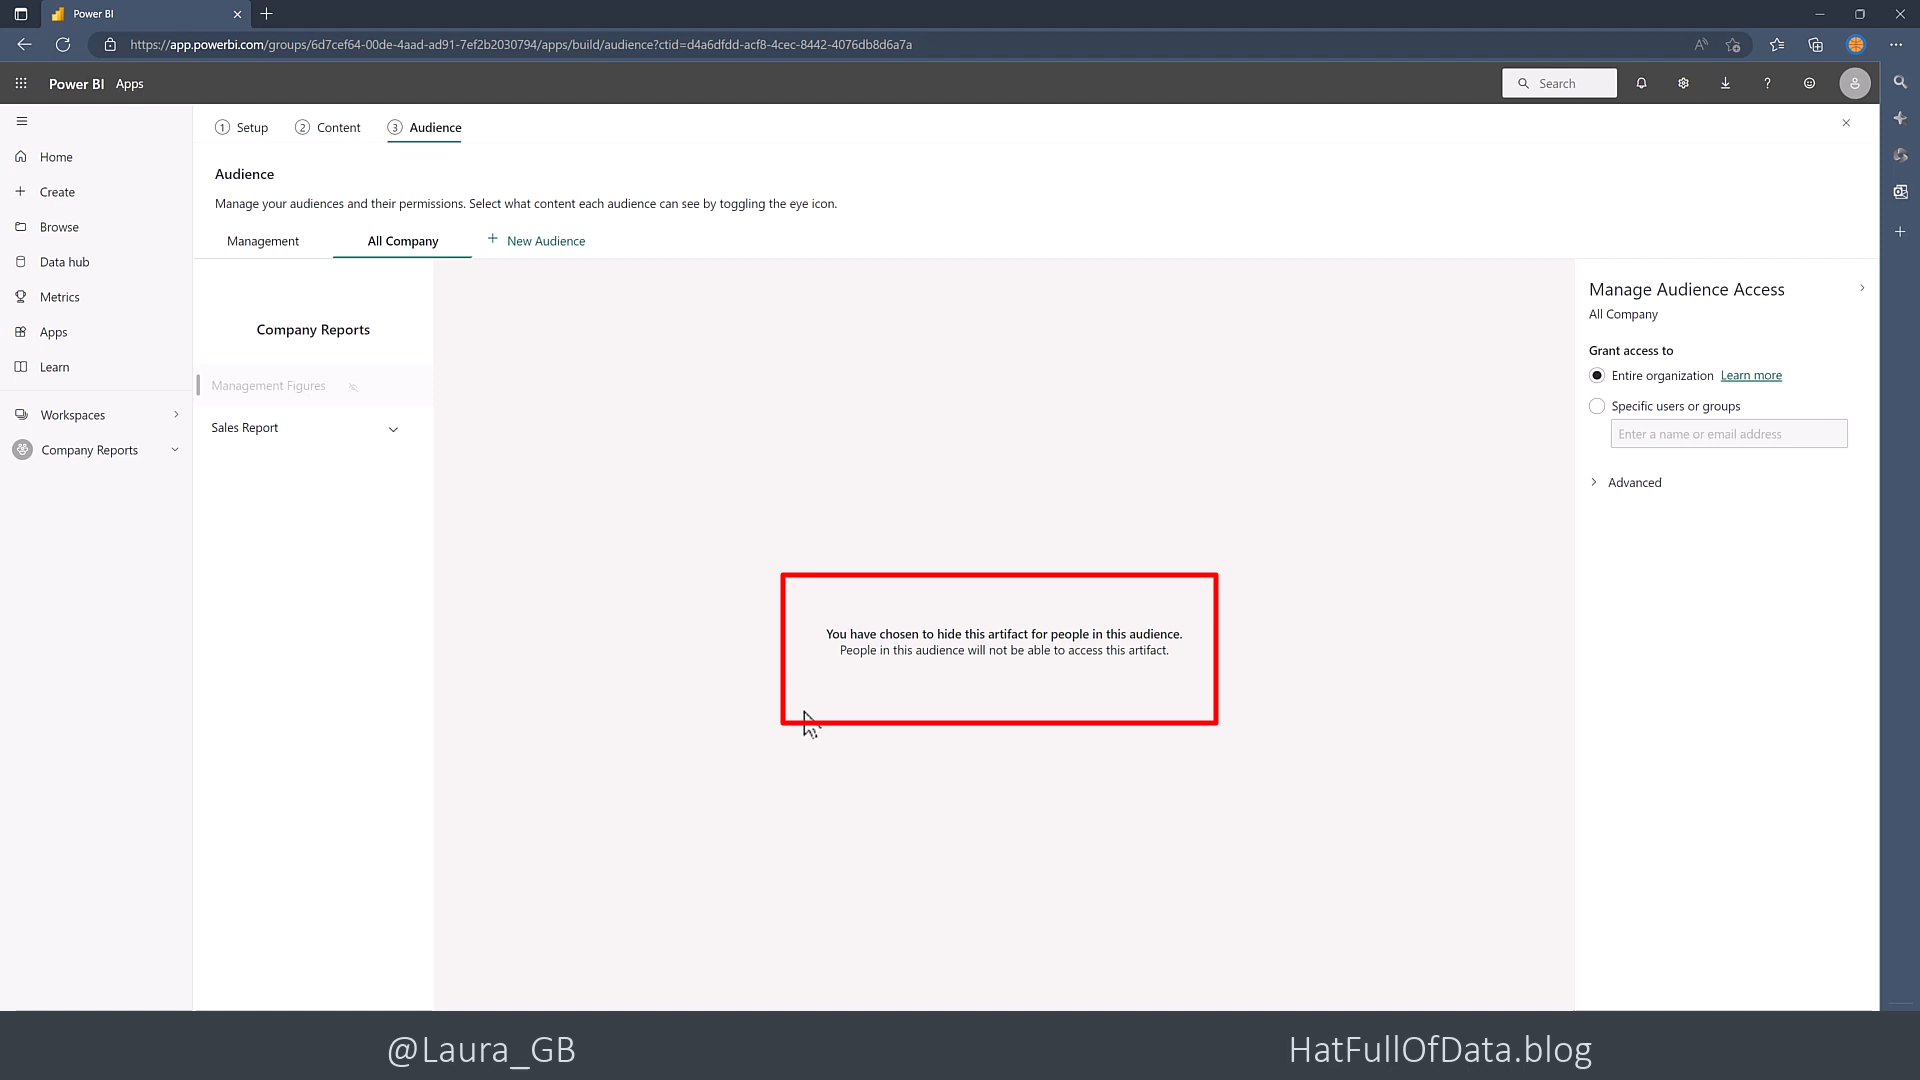 Power BI
https://app.powerbi.com/groups/6d7cef64-00de-4aad-ad91-7ef2b2030794/apps/build/audience?ctid=d4a6dfdd-acf8-4cec-8442-4076db8d6a7a
Power BI Apps
Search
1 Setup
2 Content
3 Audience
Home
Create
Browse
Data hub
Metrics
Apps
Learn
Workspaces
Company Reports
Audience
Manage your audiences and their permissions. Select what content each audience can see by toggling the eye icon.
Management
All Company
New Audience
Company Reports
Management Figures
Sales Report
You have chosen to hide this artifact for people in this audience.
People in this audience will not be able to access this artifact.
Manage Audience Access
All Company
Grant access to
Entire organization Learn more
Specific users or groups
Enter a name or email address
Advanced
@Laura_GB
HatFullOfData.blog